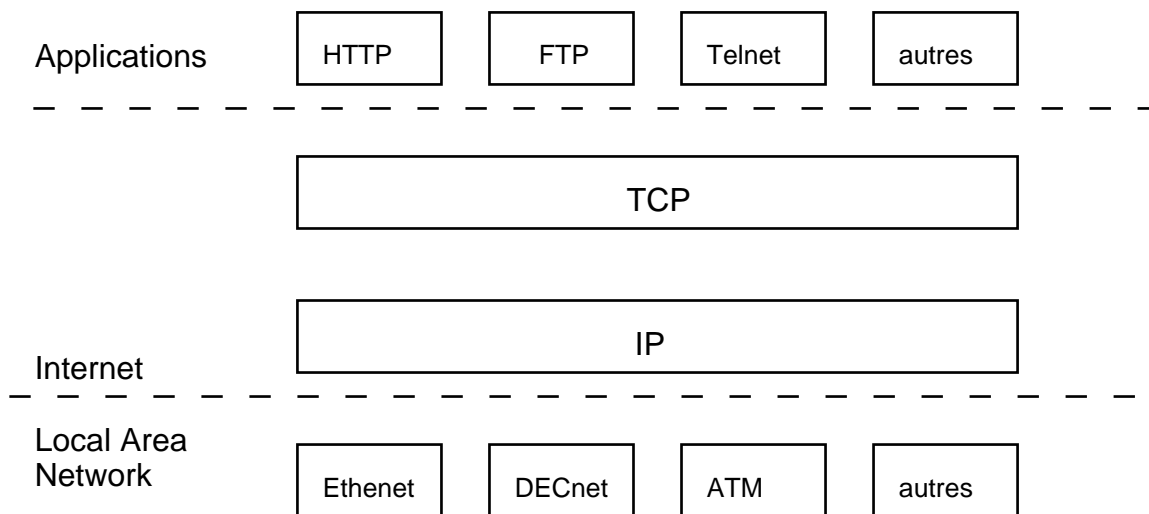 Applications HTTP FTP Telnet autres
TCP
IP
Internet
Local Area
Network
Ethenet DECnet ATM autres